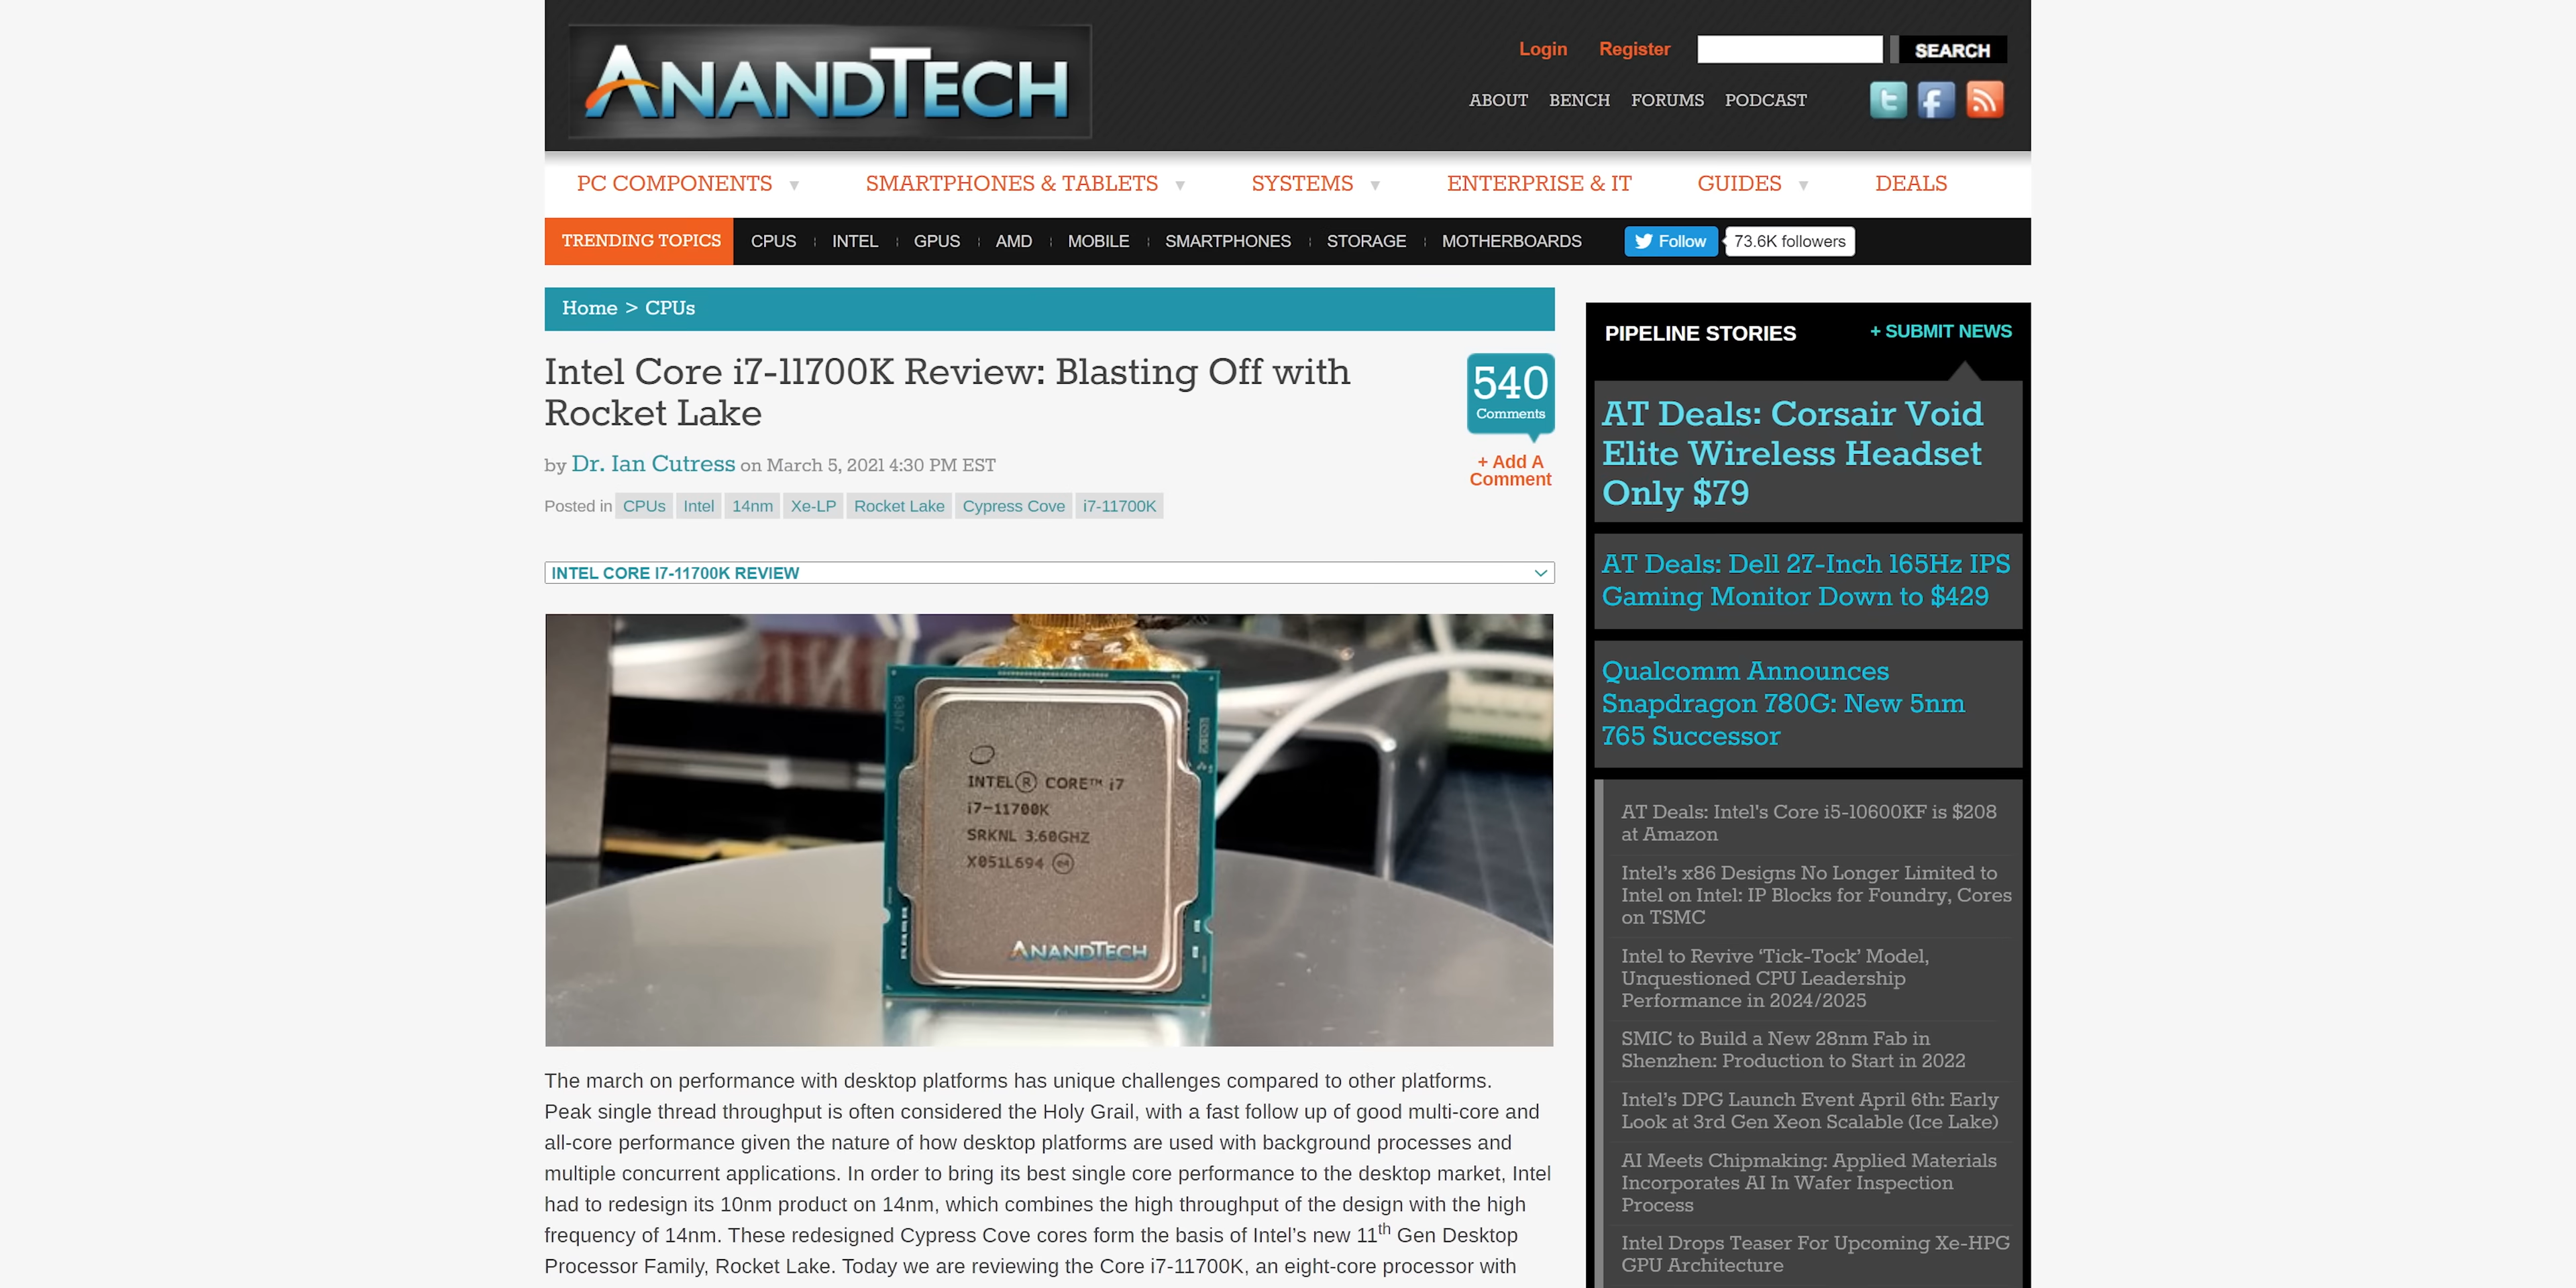 ANANDTECH
Login Register SEARCH
ABOUT BENCH FORUMS PODCAST
PC COMPONENTS SMARTPHONES & TABLETS SYSTEMS ENTERPRISE & IT GUIDES DEALS
TRENDING TOPICS CPUS INTEL GPUS AMD MOBILE SMARTPHONES STORAGE MOTHERBOARDS Follow 73.6K followers
Home > CPUs
Intel Core i7-11700K Review: Blasting Off with
Rocket Lake
by Dr. Ian Cutress on March 5, 2021 4:30 PM EST
Posted in CPUs Intel 14nm Xe-LP Rocket Lake Cypress Cove i7-11700K
540
Comments
+ Add A
Comment
INTEL CORE I7-11700K REVIEW
INTEL® CORE™ i7
i7-11700K
SRKNL 3.60GHZ
X051L694 e4
ANANDTECH
The march on performance with desktop platforms has unique challenges compared to other platforms.
Peak single thread throughput is often considered the Holy Grail, with a fast follow up of good multi-core and
all-core performance given the nature of how desktop platforms are used with background processes and
multiple concurrent applications. In order to bring its best single core performance to the desktop market, Intel
had to redesign its 10nm product on 14nm, which combines the high throughput of the design with the high
frequency of 14nm. These redesigned Cypress Cove cores form the basis of Intel’s new 11th Gen Desktop
Processor Family, Rocket Lake. Today we are reviewing the Core i7-11700K, an eight-core processor with
PIPELINE STORIES + SUBMIT NEWS
AT Deals: Corsair Void
Elite Wireless Headset
Only $79
AT Deals: Dell 27-Inch 165Hz IPS
Gaming Monitor Down to $429
Qualcomm Announces
Snapdragon 780G: New 5nm
765 Successor
AT Deals: Intel's Core i5-10600KF is $208
at Amazon
Intel’s x86 Designs No Longer Limited to
Intel on Intel: IP Blocks for Foundry, Cores
on TSMC
Intel to Revive ‘Tick-Tock’ Model,
Unquestioned CPU Leadership
Performance in 2024/2025
SMIC to Build a New 28nm Fab in
Shenzhen: Production to Start in 2022
Intel’s DPG Launch Event April 6th: Early
Look at 3rd Gen Xeon Scalable (Ice Lake)
AI Meets Chipmaking: Applied Materials
Incorporates AI In Wafer Inspection
Process
Intel Drops Teaser For Upcoming Xe-HPG
GPU Architecture